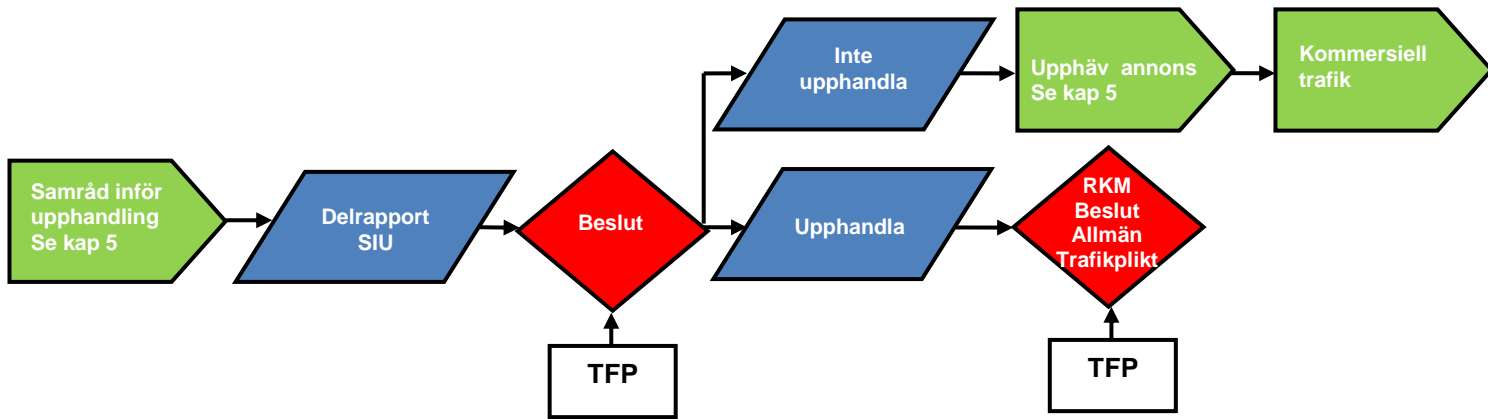 Samråd inför
upphandling
Se kap 5
Delrapport
SIU
Beslut
TFP
Inte
upphandla
Upphäv annons
Se kap 5
Kommersiell
trafik
Upphandla
RKM
Beslut
Allmän
Trafikplikt
TFP